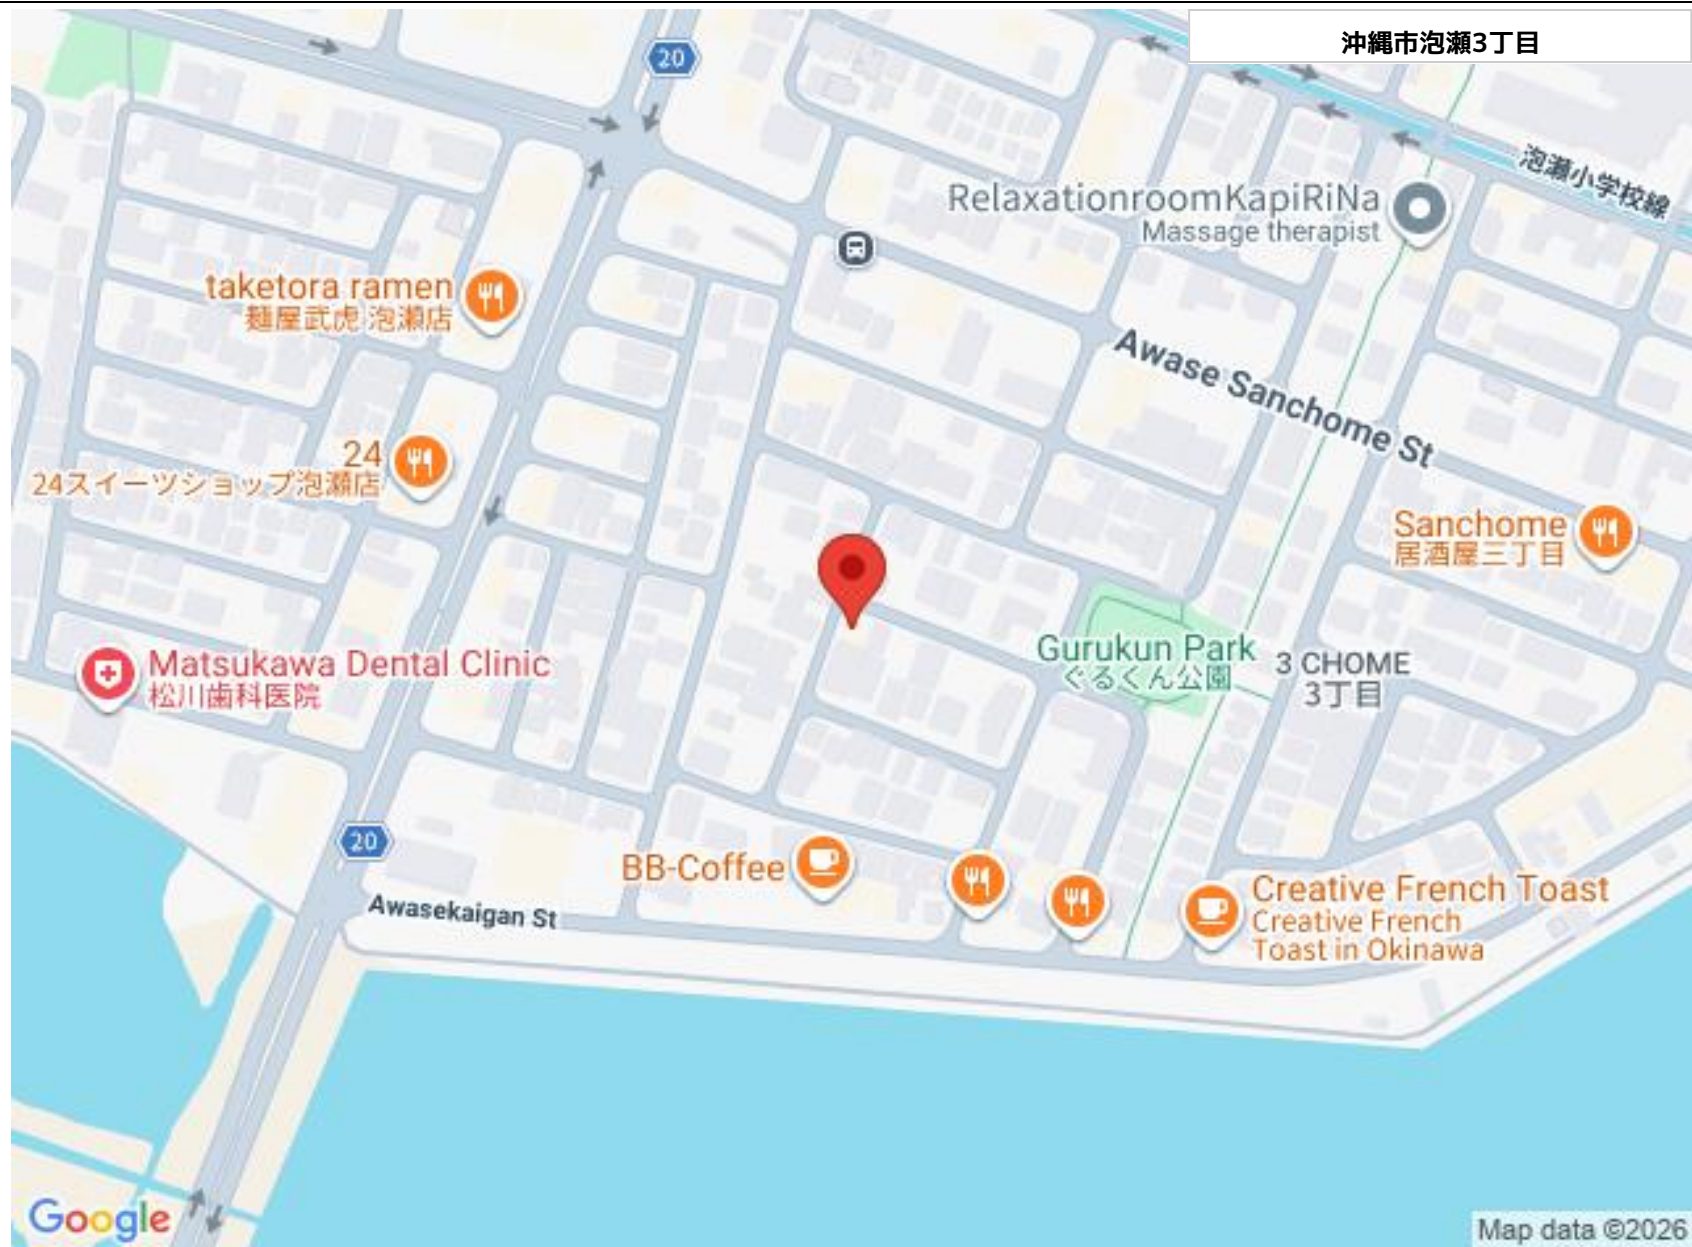 沖縄市泡瀬3丁目
20
泡瀬小学校線
RelaxationroomKapiRiNa
Massage therapist
taketora ramen
麺屋武虎 泡瀬店
Awase Sanchome St
24
24スイーツショップ泡瀬店
Sanchome
居酒屋三丁目
Gurukun Park
ぐるくん公園
3 CHOME
3丁目
Matsukawa Dental Clinic
松川歯科医院
20
BB-Coffee
Awasekaigan St
Creative French Toast
Creative French
Toast in Okinawa
Google
Map data ©2026